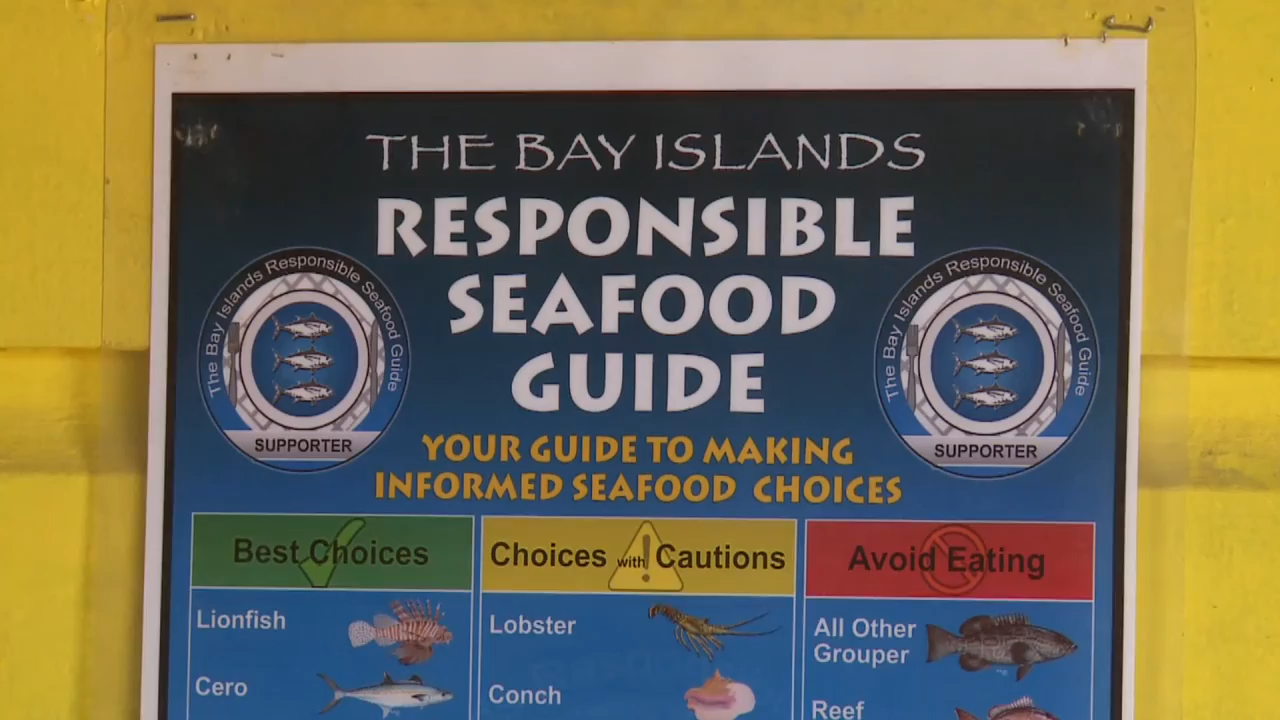 THE BAY ISLANDS
RESPONSIBLE
SEAFOOD
GUIDE
YOUR GUIDE TO MAKING
INFORMED SEAFOOD CHOICES
The Bay Islands Responsible Seafood Guide
SUPPORTER
The Bay Islands Responsible Seafood Guide
SUPPORTER
Best Choices
Lionfish
Cero
Choices with Cautions
Lobster
Conch
Avoid Eating
All Other
Grouper
Reef